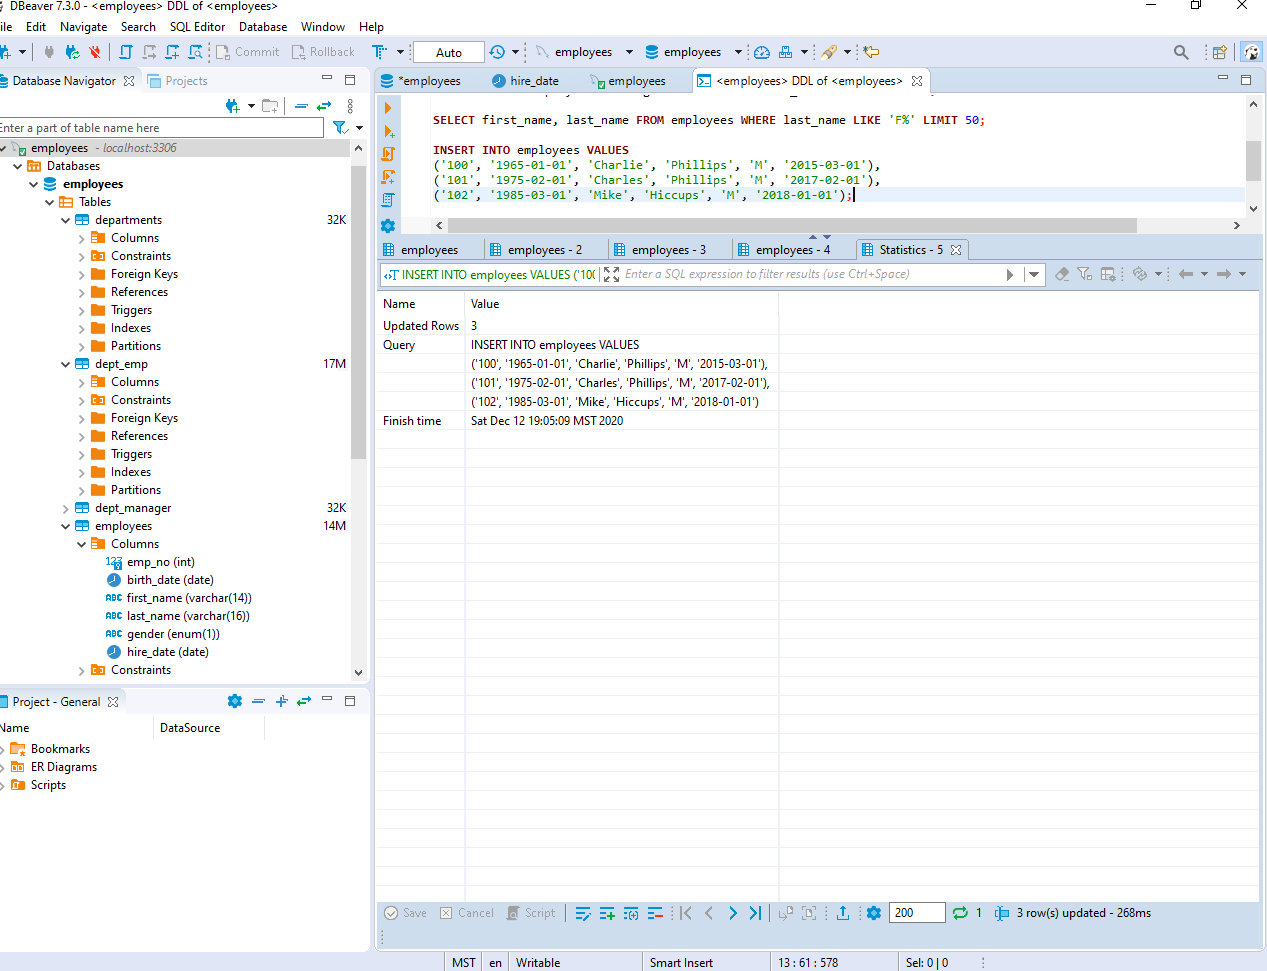 DBeaver 7.3.0 - <employees> DDL of <employees>
ile Edit Navigate Search SQL Editor Database Window Help
Commit Rollback Auto employees employees
Database Navigator Projects
*employees hire_date employees <employees> DDL of <employees>
Enter a part of table name here
employees - localhost:3306
Databases
employees
Tables
departments 32K
Columns
Constraints
Foreign Keys
References
Triggers
Indexes
Partitions
dept_emp 17M
Columns
Constraints
Foreign Keys
References
Triggers
Indexes
Partitions
dept_manager 32K
employees 14M
Columns
123 emp_no (int)
birth_date (date)
ABC first_name (varchar(14))
ABC last_name (varchar(16))
ABC gender (enum(1))
hire_date (date)
Constraints
Project - General
Name DataSource
Bookmarks
ER Diagrams
Scripts
SELECT first_name, last_name FROM employees WHERE last_name LIKE 'F%' LIMIT 50;
INSERT INTO employees VALUES
('100', '1965-01-01', 'Charlie', 'Phillips', 'M', '2015-03-01'),
('101', '1975-02-01', 'Charles', 'Phillips', 'M', '2017-02-01'),
('102', '1985-03-01', 'Mike', 'Hiccups', 'M', '2018-01-01');
employees employees - 2 employees - 3 employees - 4 Statistics - 5
INSERT INTO employees VALUES ('100 Enter a SQL expression to filter results (use Ctrl+Space)
Name Value
Updated Rows 3
Query INSERT INTO employees VALUES
('100', '1965-01-01', 'Charlie', 'Phillips', 'M', '2015-03-01'),
('101', '1975-02-01', 'Charles', 'Phillips', 'M', '2017-02-01'),
('102', '1985-03-01', 'Mike', 'Hiccups', 'M', '2018-01-01')
Finish time Sat Dec 12 19:05:09 MST 2020
Save Cancel Script 200 1 3 row(s) updated - 268ms
MST en Writable Smart Insert 13 : 61 : 578 Sel: 0 | 0